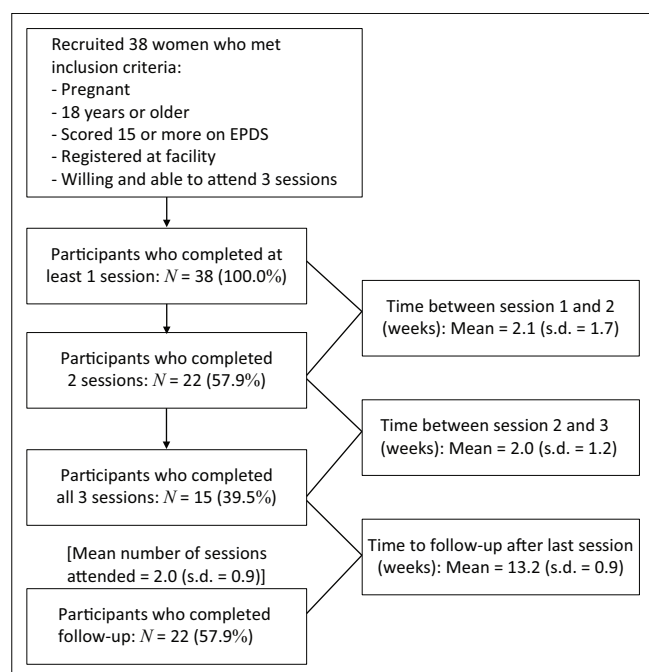 Recruited 38 women who met
inclusion criteria:
- Pregnant
- 18 years or older
- Scored 15 or more on EPDS
- Registered at facility
- Willing and able to attend 3 sessions
Participants who completed at
least 1 session: N = 38 (100.0%)
Time between session 1 and 2
(weeks): Mean = 2.1 (s.d. = 1.7)
Participants who completed
2 sessions: N = 22 (57.9%)
Time between session 2 and 3
(weeks): Mean = 2.0 (s.d. = 1.2)
Participants who completed
all 3 sessions: N = 15 (39.5%)
Time to follow-up after last session
(weeks): Mean = 13.2 (s.d. = 0.9)
[Mean number of sessions
attended = 2.0 (s.d. = 0.9)]
Participants who completed
follow-up: N = 22 (57.9%)